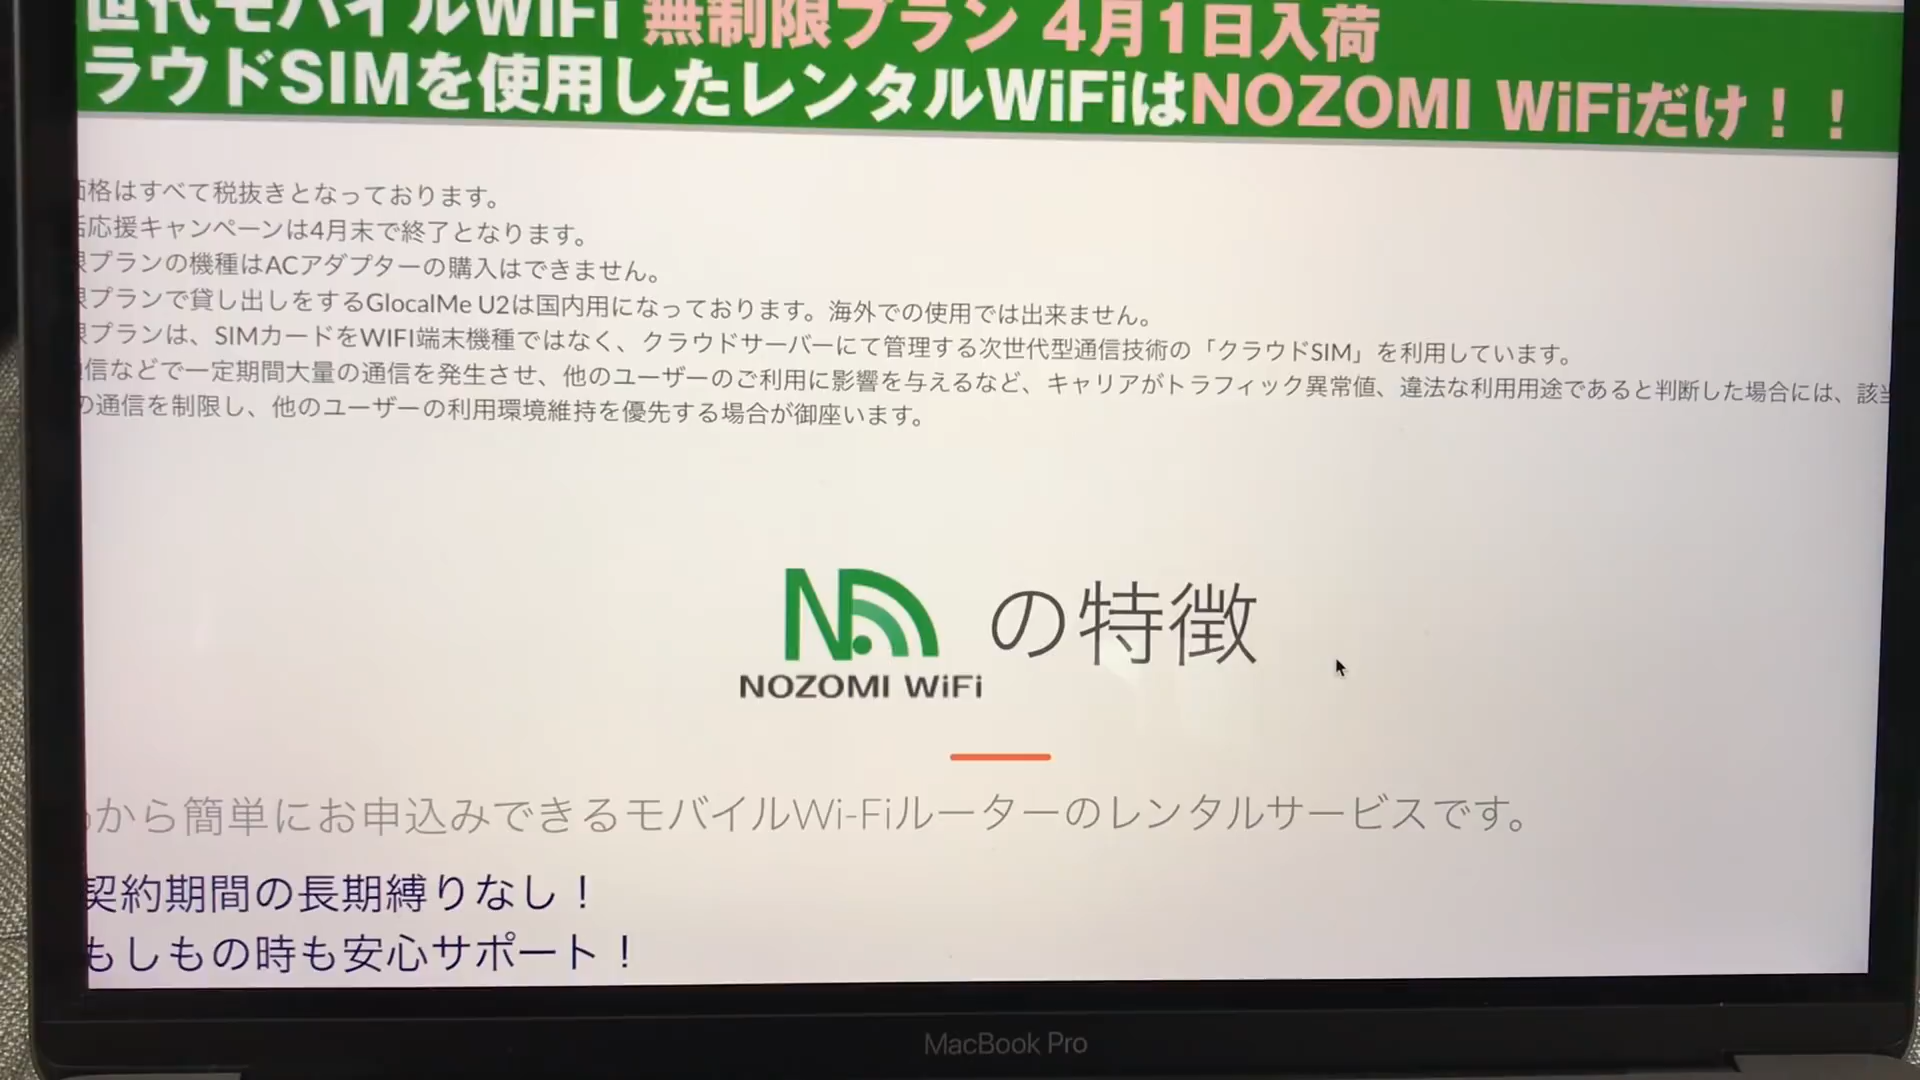 世代モバイルWiFi 無制限プラン 4月1日入荷
ラウドSIMを使用したレンタルWiFiはNOZOMI WiFiだけ！！
価格はすべて税抜きとなっております。
応援キャンペーンは4月末で終了となります。
限プランの機種はACアダプターの購入はできません。
限プランで貸し出しをするGlocalMe U2は国内用になっております。海外での使用では出来ません。
限プランは、SIMカードをWIFI端末機種ではなく、クラウドサーバーにて管理する次世代型通信技術の「クラウドSIM」を利用しています。
信などで一定期間大量の通信を発生させ、他のユーザーのご利用に影響を与えるなど、キャリアがトラフィック異常値、違法な利用用途であると判断した場合には、該当
の通信を制限し、他のユーザーの利用環境維持を優先する場合が御座います。
NOZOMI WiFi の特徴
から簡単にお申込みできるモバイルWi-Fiルーターのレンタルサービスです。
契約期間の長期縛りなし！
もしもの時も安心サポート！
MacBook Pro